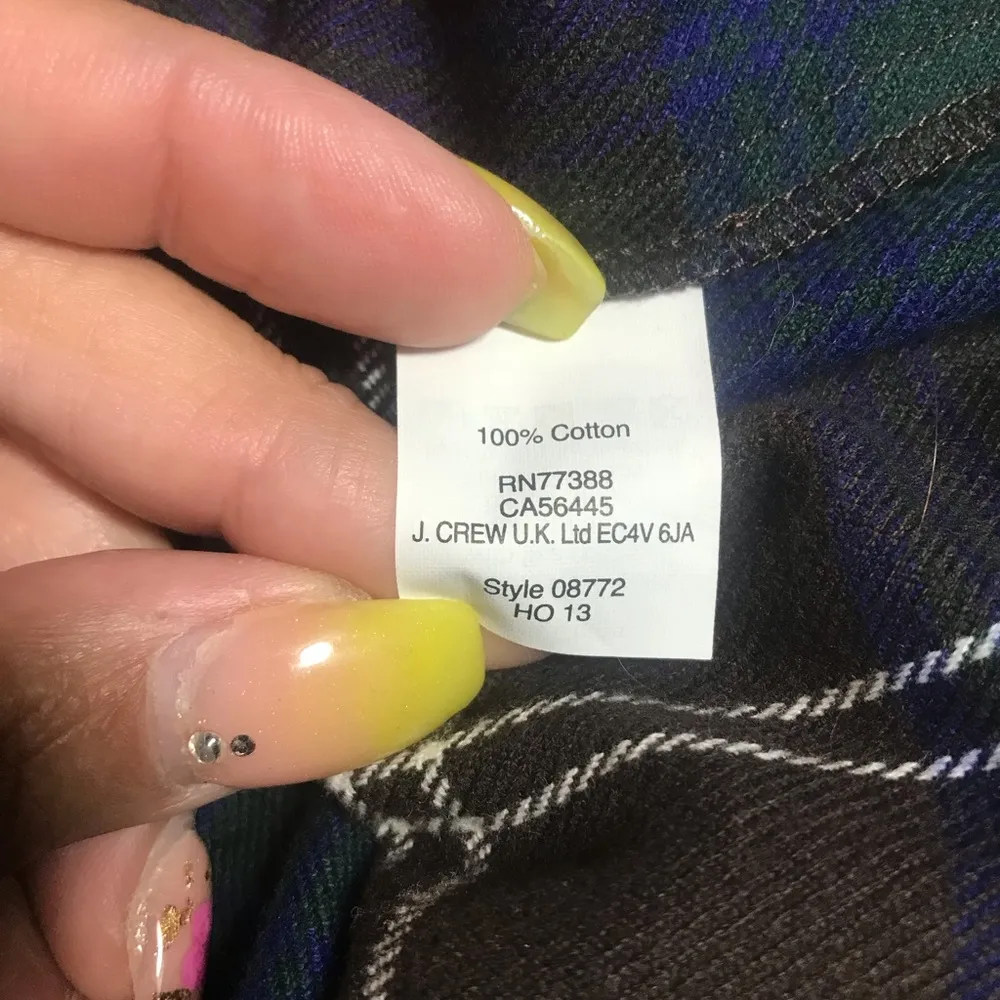 100% Cotton
RN77388
CA56445
J. CREW U.K. Ltd EC4V 6JA
Style 08772
HO 13